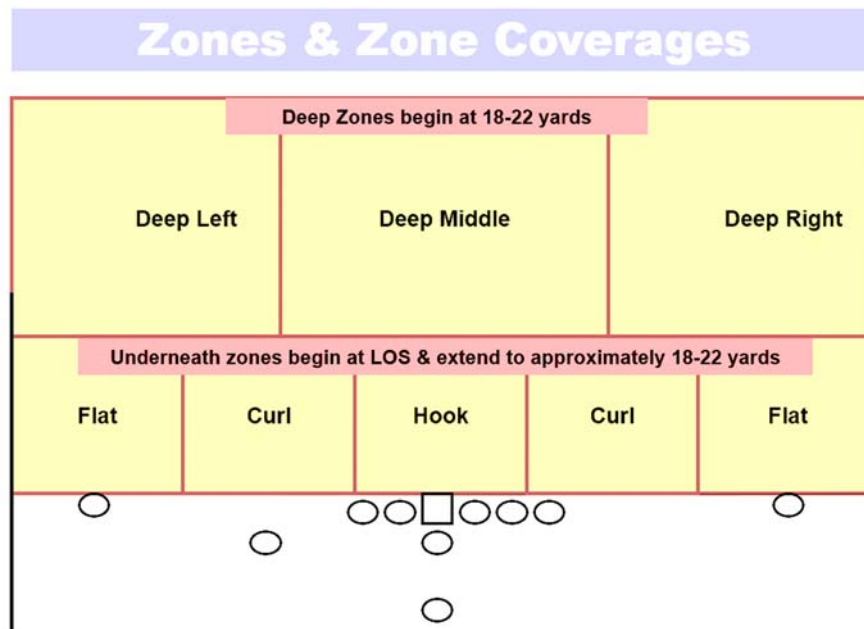 Zones & Zone Coverages
Deep Zones begin at 18-22 yards
Deep Left
Deep Middle
Deep Right
Underneath zones begin at LOS & extend to approximately 18-22 yards
Flat
Curl
Hook
Curl
Flat